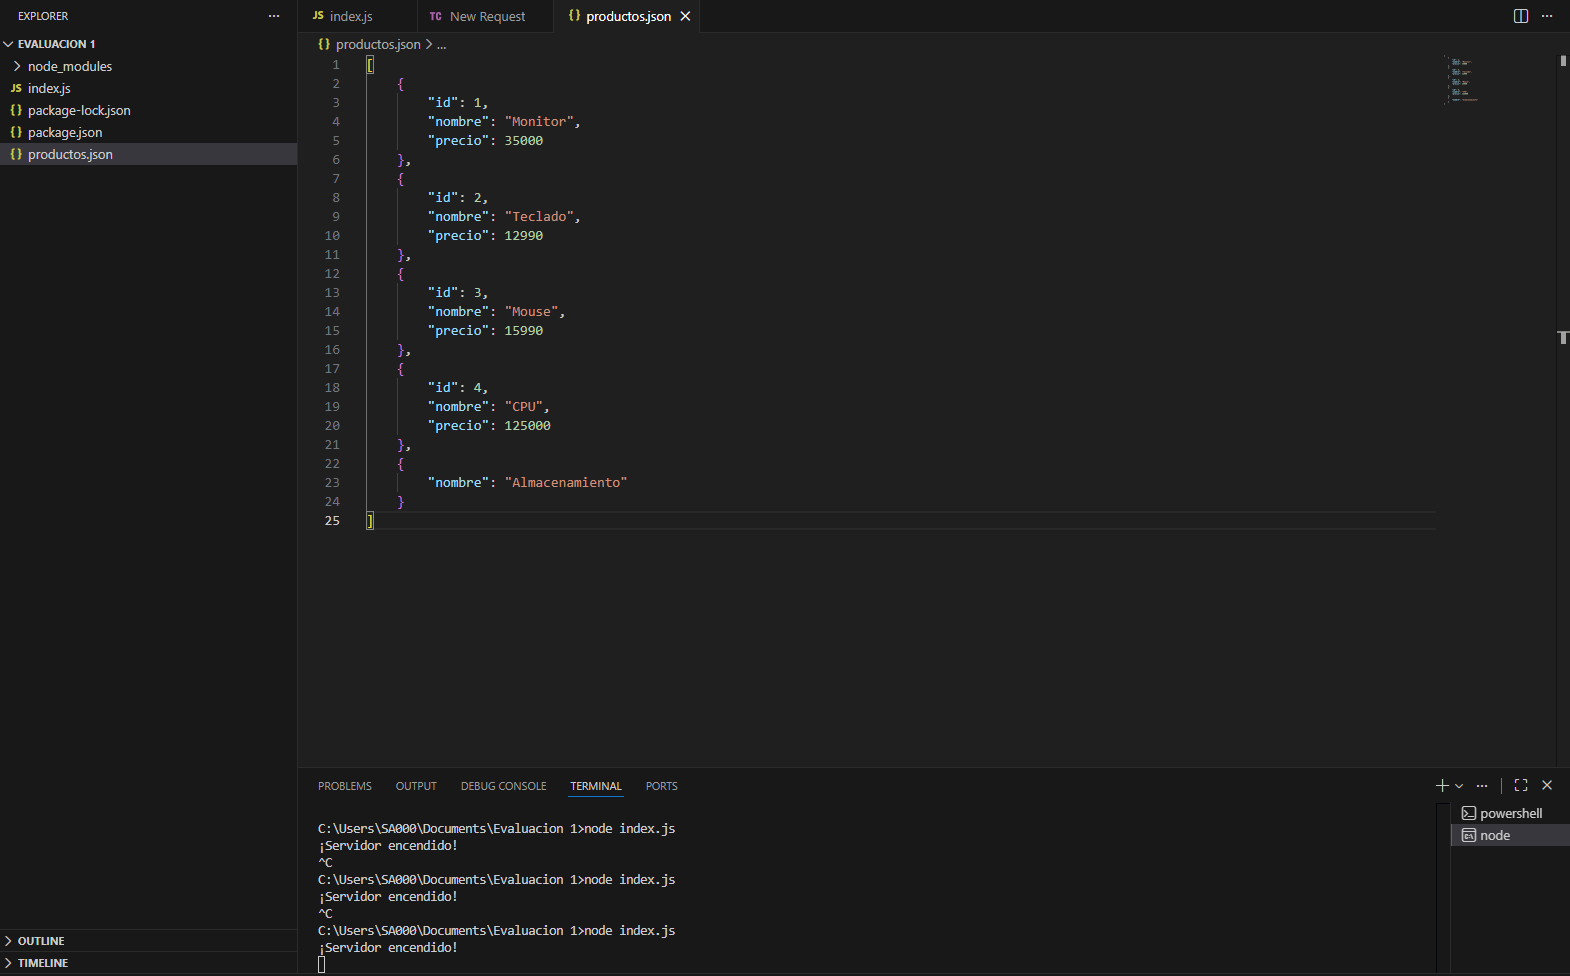 EXPLORER
EVALUACION 1
node_modules
JS index.js
{} package-lock.json
{} package.json
{} productos.json
OUTLINE
TIMELINE
JS index.js
TC New Request
{} productos.json
{} productos.json > ...
1 [
2 {
3 "id": 1,
4 "nombre": "Monitor",
5 "precio": 35000
6 },
7 {
8 "id": 2,
9 "nombre": "Teclado",
10 "precio": 12990
11 },
12 {
13 "id": 3,
14 "nombre": "Mouse",
15 "precio": 15990
16 },
17 {
18 "id": 4,
19 "nombre": "CPU",
20 "precio": 125000
21 },
22 {
23 "nombre": "Almacenamiento"
24 }
25 ]
PROBLEMS OUTPUT DEBUG CONSOLE TERMINAL PORTS
C:\Users\SA000\Documents\Evaluacion 1>node index.js
¡Servidor encendido!
^C
C:\Users\SA000\Documents\Evaluacion 1>node index.js
¡Servidor encendido!
^C
C:\Users\SA000\Documents\Evaluacion 1>node index.js
¡Servidor encendido!
powershell
node